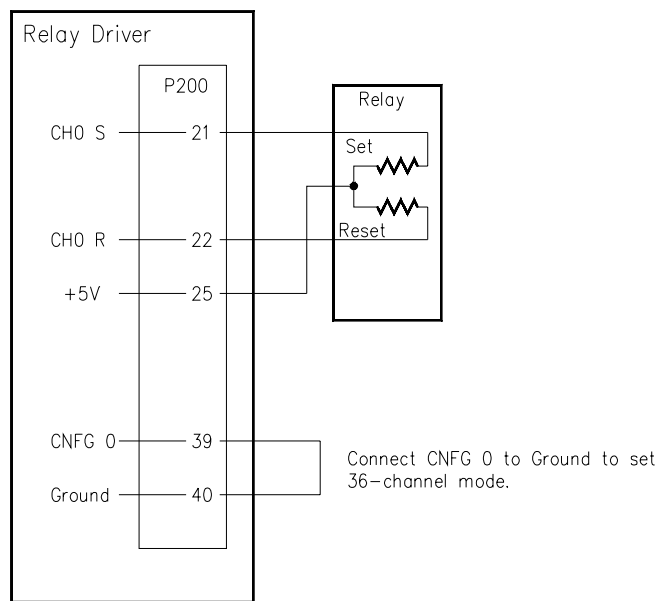 Relay Driver
P200
Relay
CH0 S 21
Set
Reset
CH0 R 22
+5V 25
CNFG 0 39
Connect CNFG 0 to Ground to set
36-channel mode.
Ground 40